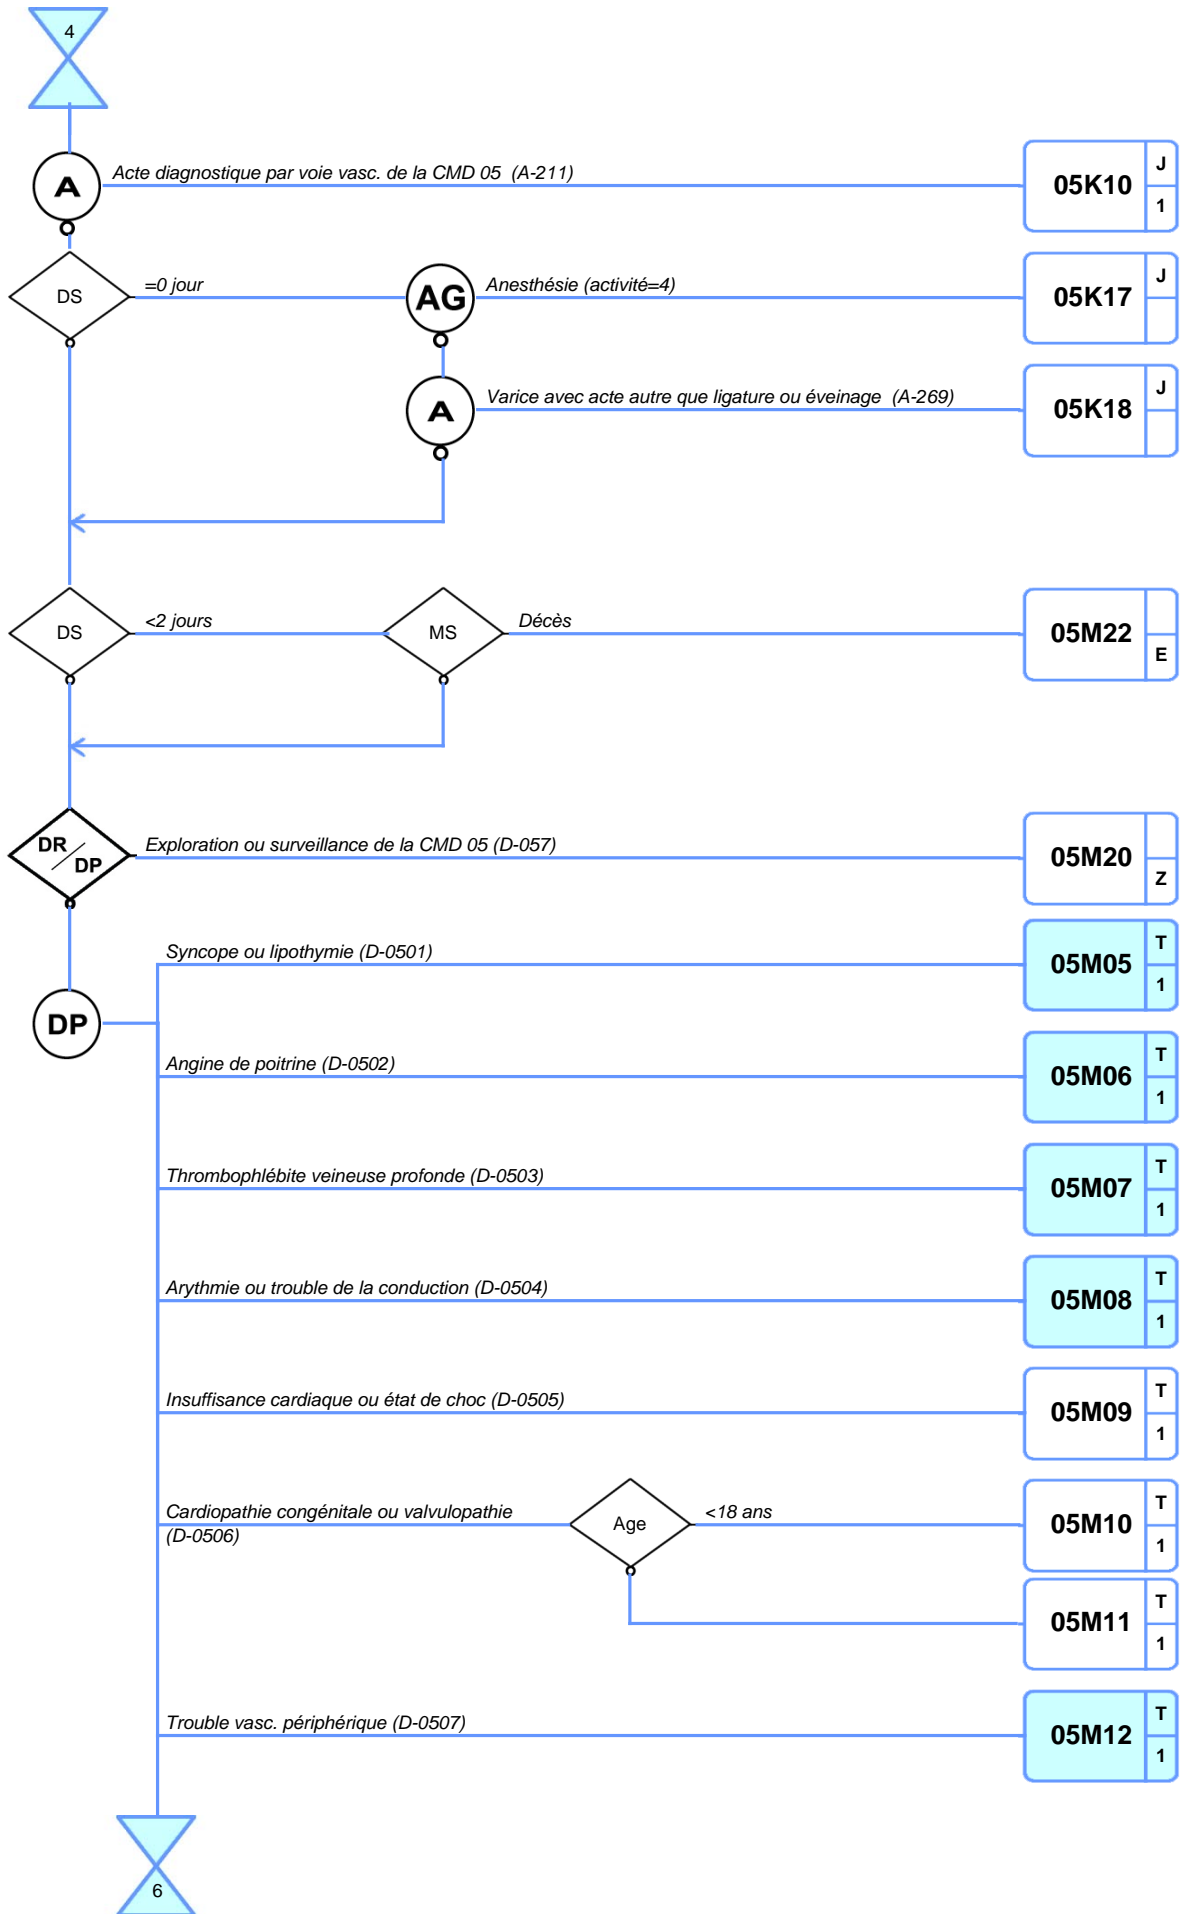 4
A
Acte diagnostique par voie vasc. de la CMD 05 (A-211)
05K10
J
1
DS
=0 jour
AG
Anesthésie (activité=4)
05K17
J
A
Varice avec acte autre que ligature ou éveinage (A-269)
05K18
J
DS
<2 jours
MS
Décès
05M22
E
DR
DP
Exploration ou surveillance de la CMD 05 (D-057)
05M20
Z
DP
Syncope ou lipothymie (D-0501)
05M05
T
1
Angine de poitrine (D-0502)
05M06
T
1
Thrombophlébite veineuse profonde (D-0503)
05M07
T
1
Arythmie ou trouble de la conduction (D-0504)
05M08
T
1
Insuffisance cardiaque ou état de choc (D-0505)
05M09
T
1
Cardiopathie congénitale ou valvulopathie
(D-0506)
Age
<18 ans
05M10
T
1
05M11
T
1
Trouble vasc. périphérique (D-0507)
05M12
T
1
6